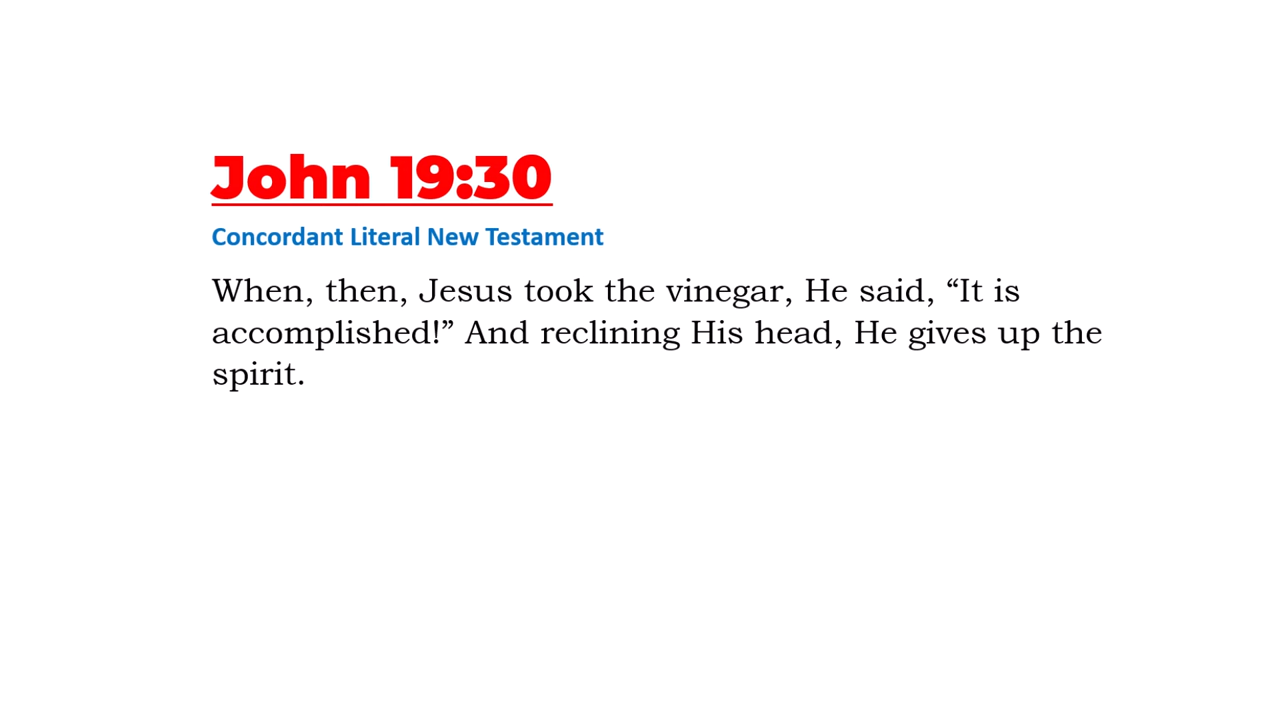 John 19:30
Concordant Literal New Testament
When, then, Jesus took the vinegar, He said, “It is
accomplished!” And reclining His head, He gives up the
spirit.